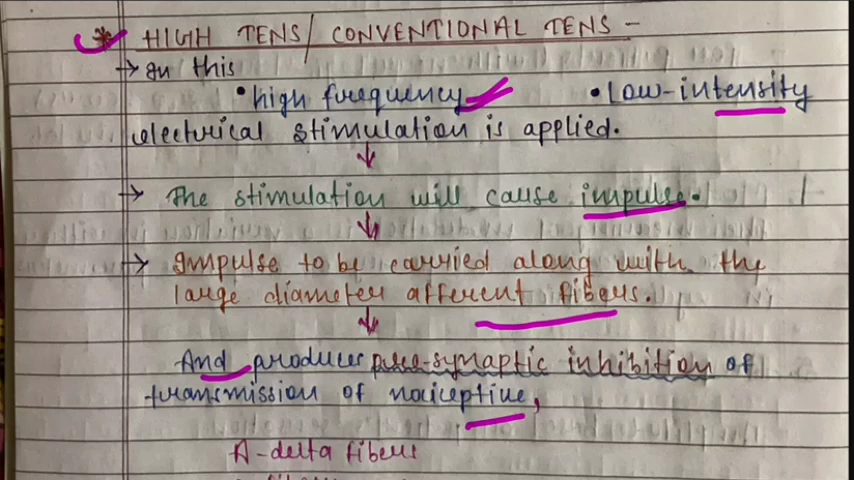 * HIGH TENS/ CONVENTIONAL TENS -
→ In this
• high frequency • Low-intensity
electrical stimulation is applied.
→ The stimulation will cause impulse.
→ Impulse to be carried along with the
large diameter afferent fibers.
And produces pre-synaptic inhibition of
transmission of nociceptive,
A-delta fibers